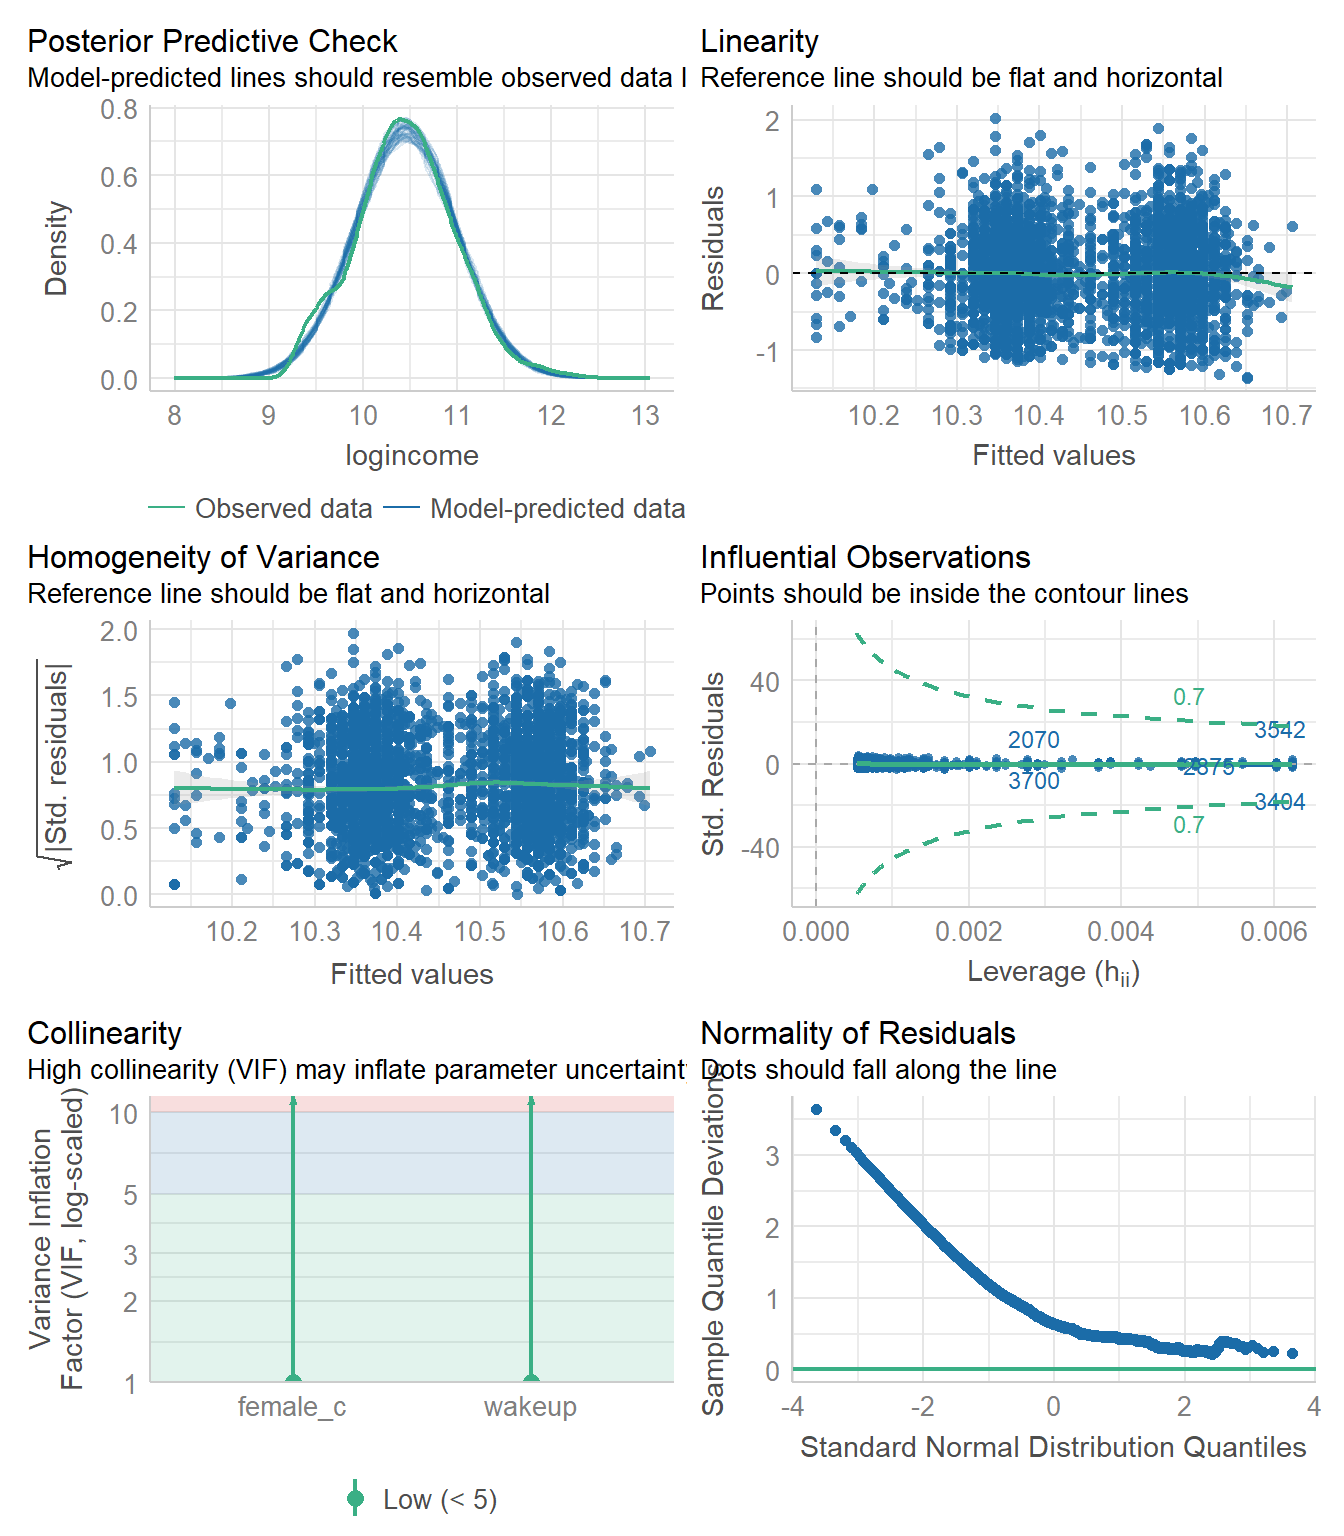 Posterior Predictive Check
Model-predicted lines should resemble observed data l
Density
0.8
0.6
0.4
0.2
0.0
8 9 10 11 12 13
logincome
Observed data Model-predicted data
Linearity
Reference line should be flat and horizontal
Residuals
2
1
0
-1
10.2 10.3 10.4 10.5 10.6 10.7
Fitted values
Homogeneity of Variance
Reference line should be flat and horizontal
√|Std. residuals|
2.0
1.5
1.0
0.5
0.0
10.2 10.3 10.4 10.5 10.6 10.7
Fitted values
Influential Observations
Points should be inside the contour lines
Std. Residuals
40
0
-40
0.7
3542
2070
2875
3700
3404
0.7
0.000 0.002 0.004 0.006
Leverage (hii)
Collinearity
High collinearity (VIF) may inflate parameter uncertainty
Variance Inflation
Factor (VIF, log-scaled)
10
5
3
2
1
female_c wakeup
Low (< 5)
Normality of Residuals
Dots should fall along the line
Sample Quantile Deviations
3
2
1
0
-4 -2 0 2 4
Standard Normal Distribution Quantiles